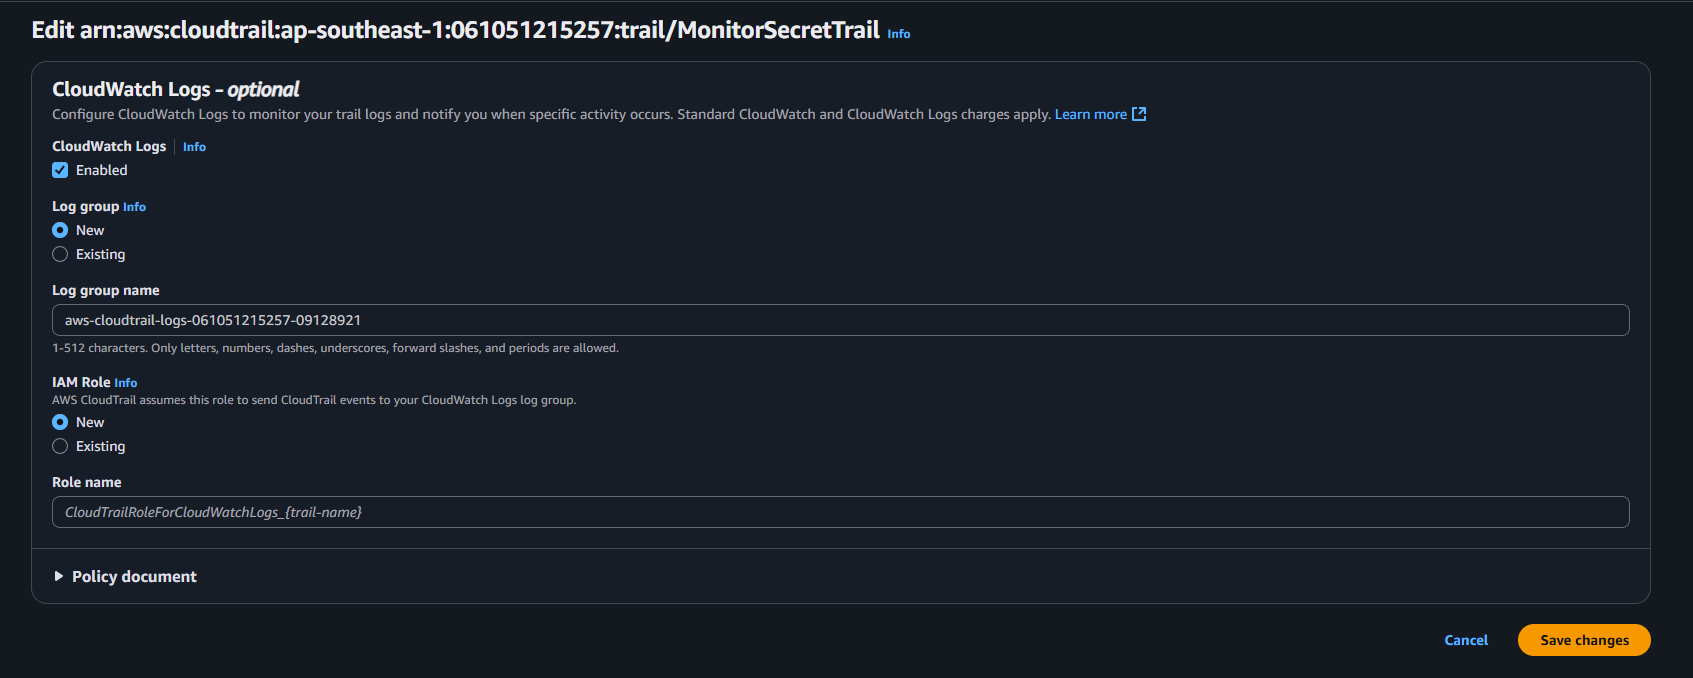 Edit arn:aws:cloudtrail:ap-southeast-1:061051215257:trail/MonitorSecretTrail Info
CloudWatch Logs - optional
Configure CloudWatch Logs to monitor your trail logs and notify you when specific activity occurs. Standard CloudWatch and CloudWatch Logs charges apply. Learn more
CloudWatch Logs Info
Enabled
Log group Info
New
Existing
Log group name
aws-cloudtrail-logs-061051215257-09128921
1-512 characters. Only letters, numbers, dashes, underscores, forward slashes, and periods are allowed.
IAM Role Info
AWS CloudTrail assumes this role to send CloudTrail events to your CloudWatch Logs log group.
New
Existing
Role name
CloudTrailRoleForCloudWatchLogs_{trail-name}
Policy document
Cancel Save changes